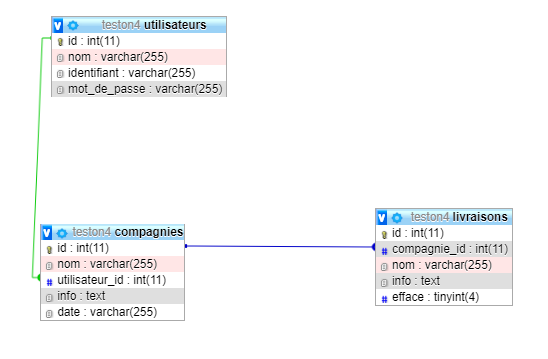 teston4 utilisateurs
id : int(11)
nom : varchar(255)
identifiant : varchar(255)
mot_de_passe : varchar(255)
teston4 compagnies
id : int(11)
nom : varchar(255)
utilisateur_id : int(11)
info : text
date : varchar(255)
teston4 livraisons
id : int(11)
compagnie_id : int(11)
nom : varchar(255)
info : text
efface : tinyint(4)